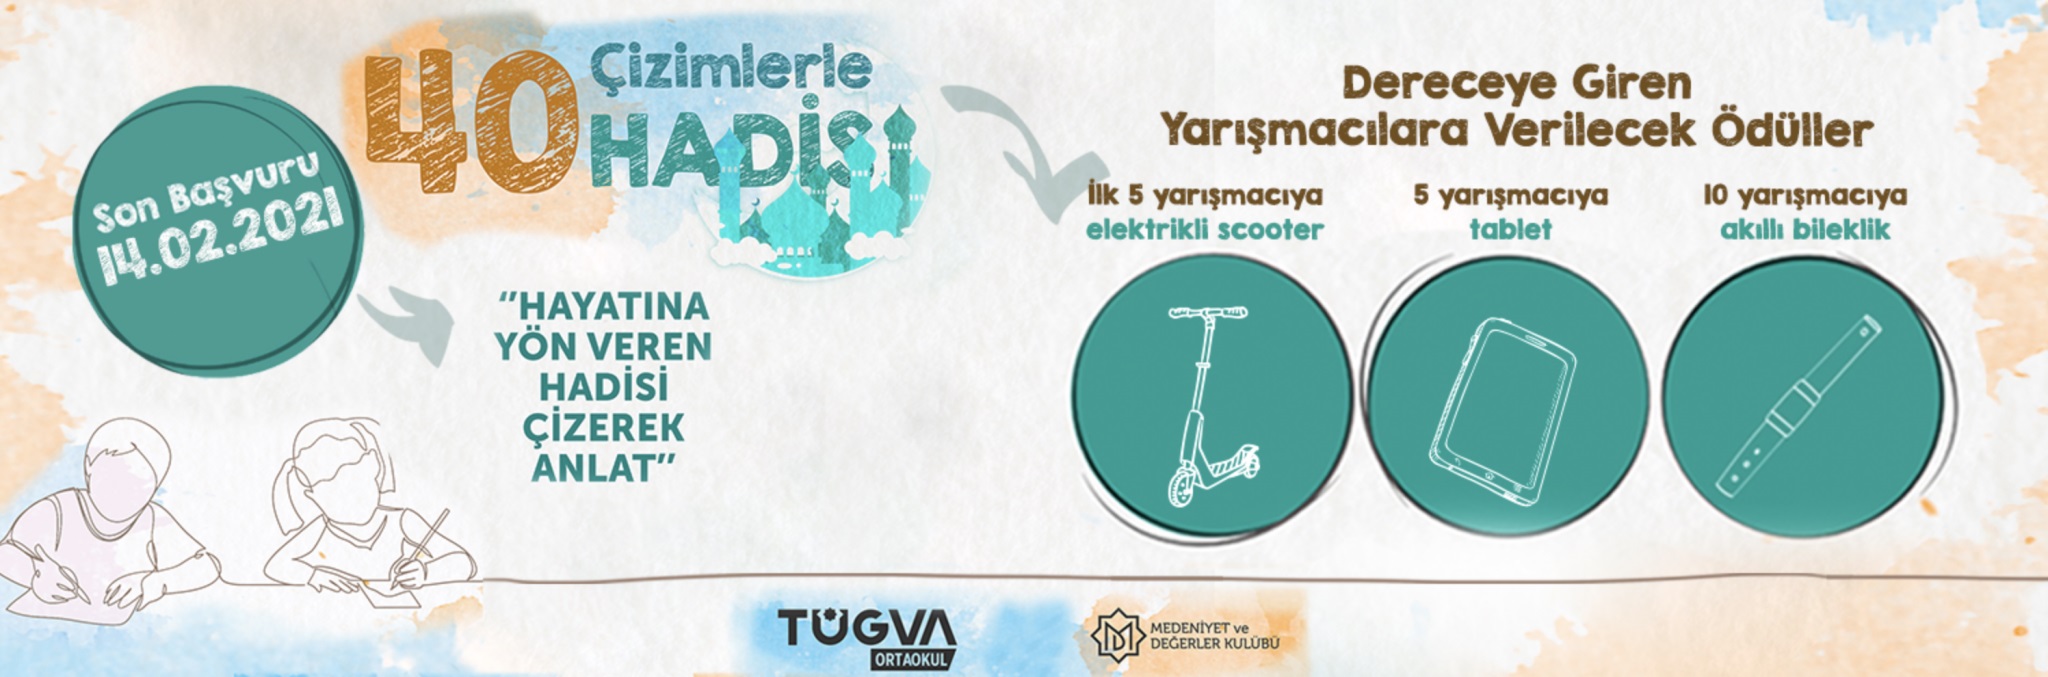 Son Başvuru
14.02.2021
40 Çizimlerle
HADİS
"HAYATINA
YÖN VEREN
HADİSİ
ÇİZEREK
ANLAT"
Dereceye Giren
Yarışmacılara Verilecek Ödüller
İlk 5 yarışmacıya
elektrikli scooter
5 yarışmacıya
tablet
10 yarışmacıya
akıllı bileklik
TÜGVA
ORTAOKUL
MEDENİYET ve
DEĞERLER KULÜBÜ